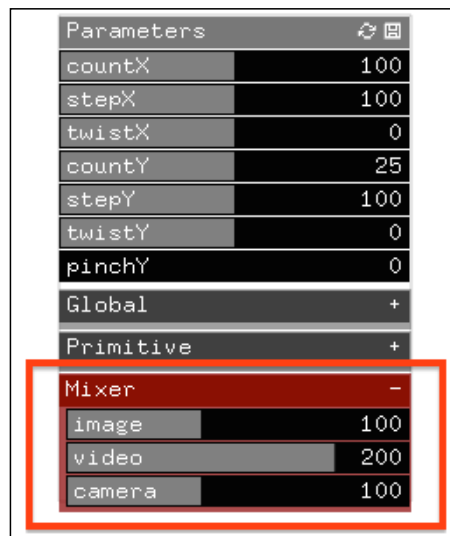 Parameters
countX 100
stepX 100
twistX 0
countY 25
stepY 100
twistY 0
pinchY 0
Global +
Primitive +
Mixer -
image 100
video 200
camera 100